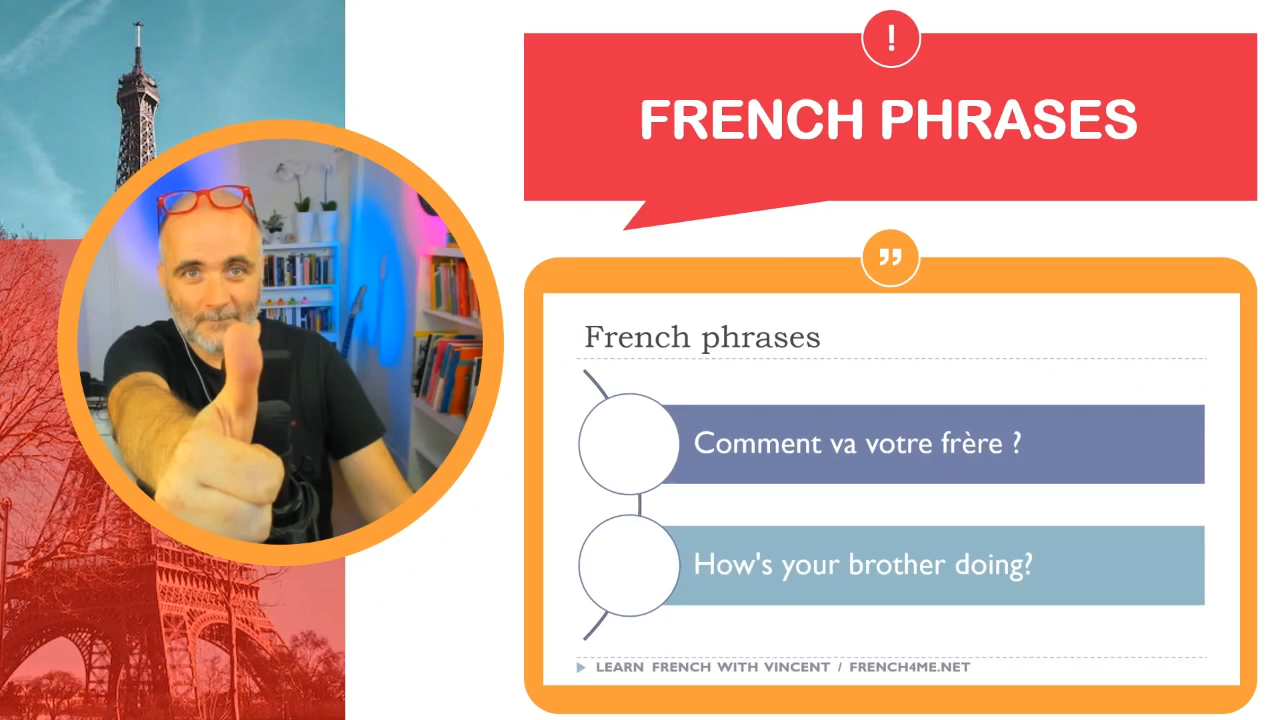 !
FRENCH PHRASES
”
French phrases
Comment va votre frère ?
How's your brother doing?
LEARN FRENCH WITH VINCENT / FRENCH4ME.NET